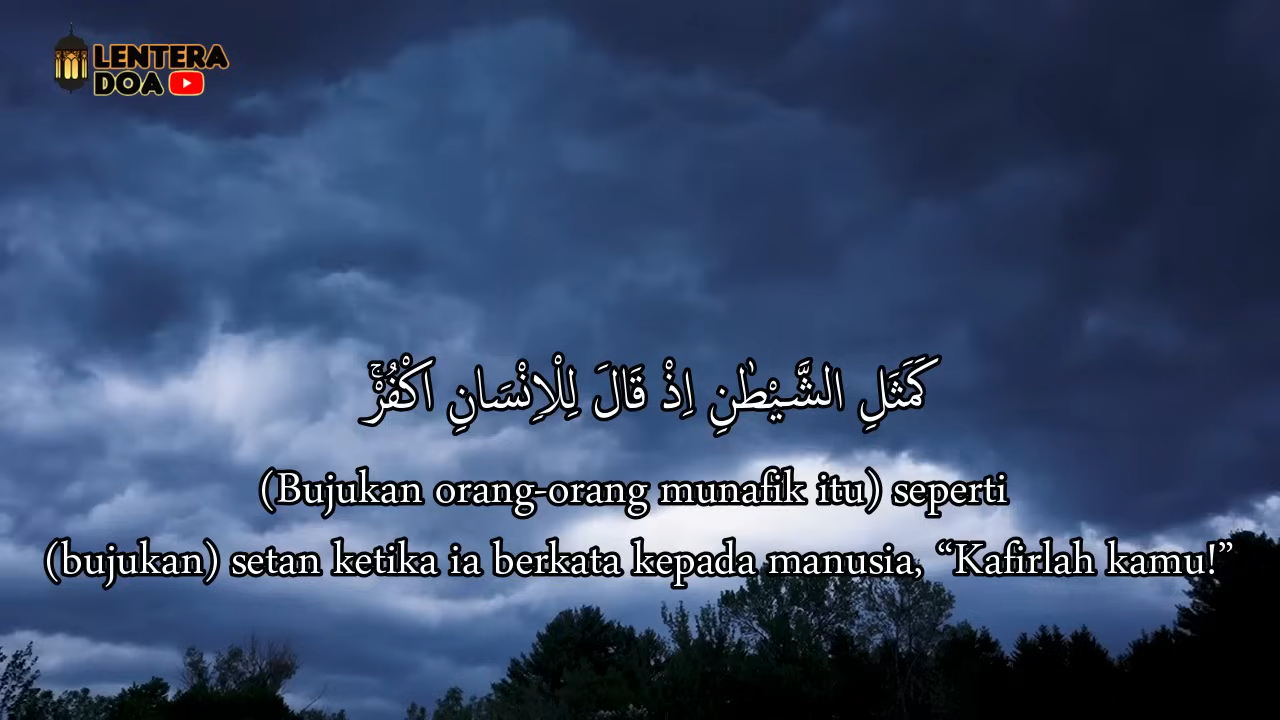 LENTERA
DOA
كَمَثَلِ الشَّيْطٰنِ اِذْ قَالَ لِلْاِنْسَانِ اكْفُرْۚ
(Bujukan orang-orang munafik itu) seperti
(bujukan) setan ketika ia berkata kepada manusia, “Kafirlah kamu!”